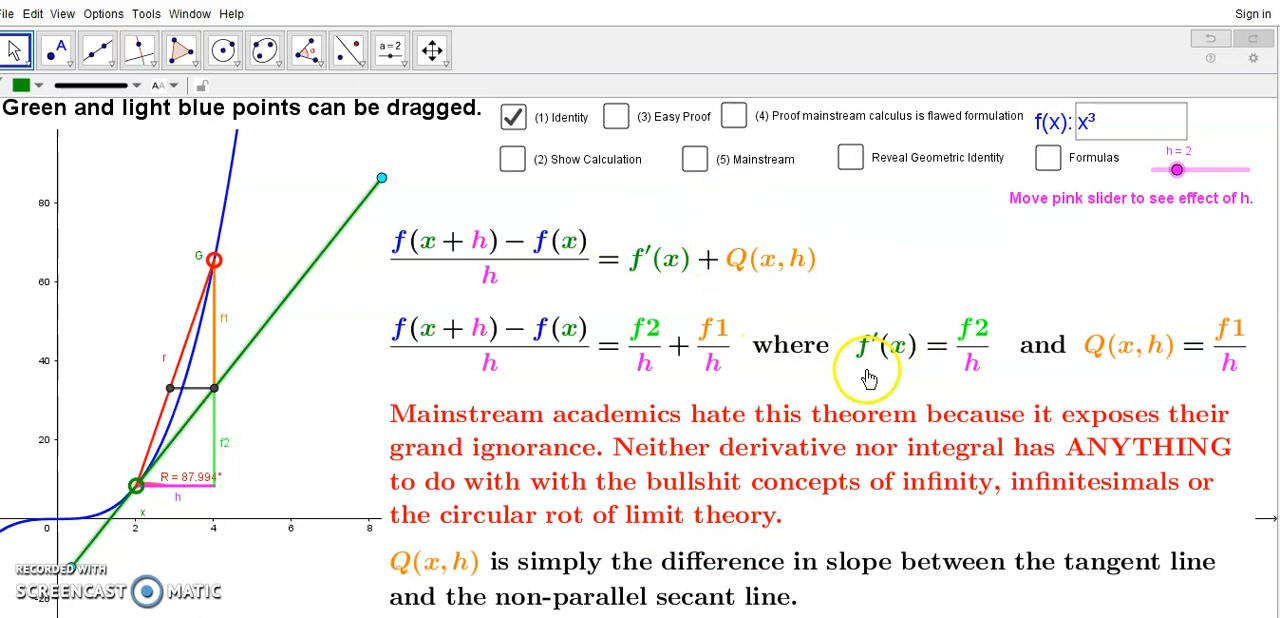 File Edit View Options Tools Window Help Sign in
A a=2
AA
Green and light blue points can be dragged.
(1) Identity (3) Easy Proof (4) Proof mainstream calculus is flawed formulation f(x): x³
(2) Show Calculation (5) Mainstream Reveal Geometric Identity Formulas h = 2
Move pink slider to see effect of h.
80
60
40
20
0 2 4 6 8
G
f1
r
f2
R = 87.994°
h
x
f(x + h) − f(x) / h = f′(x) + Q(x, h)
f(x + h) − f(x) / h = f2/h + f1/h where f′(x) = f2/h and Q(x, h) = f1/h
Mainstream academics hate this theorem because it exposes their
grand ignorance. Neither derivative nor integral has ANYTHING
to do with with the bullshit concepts of infinity, infinitesimals or
the circular rot of limit theory.
Q(x, h) is simply the difference in slope between the tangent line
and the non-parallel secant line.
RECORDED WITH
SCREENCAST MATIC